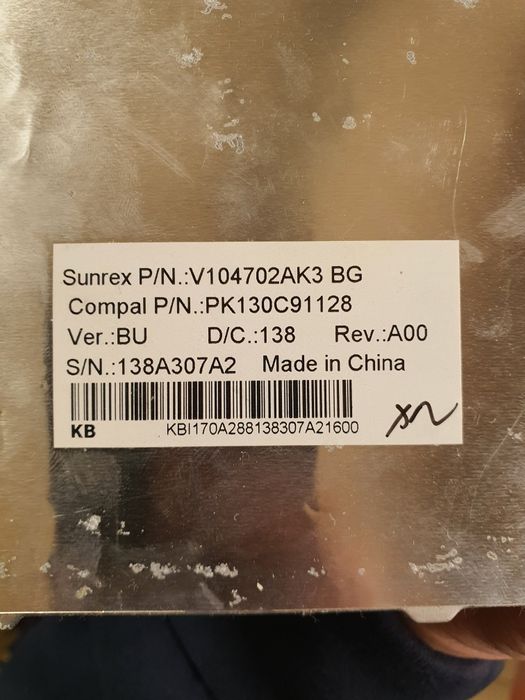 Sunrex P/N.:V104702AK3 BG
Compal P/N.:PK130C91128
Ver.:BU D/C.:138 Rev.:A00
S/N.:138A307A2 Made in China
KB KBI170A288138307A21600